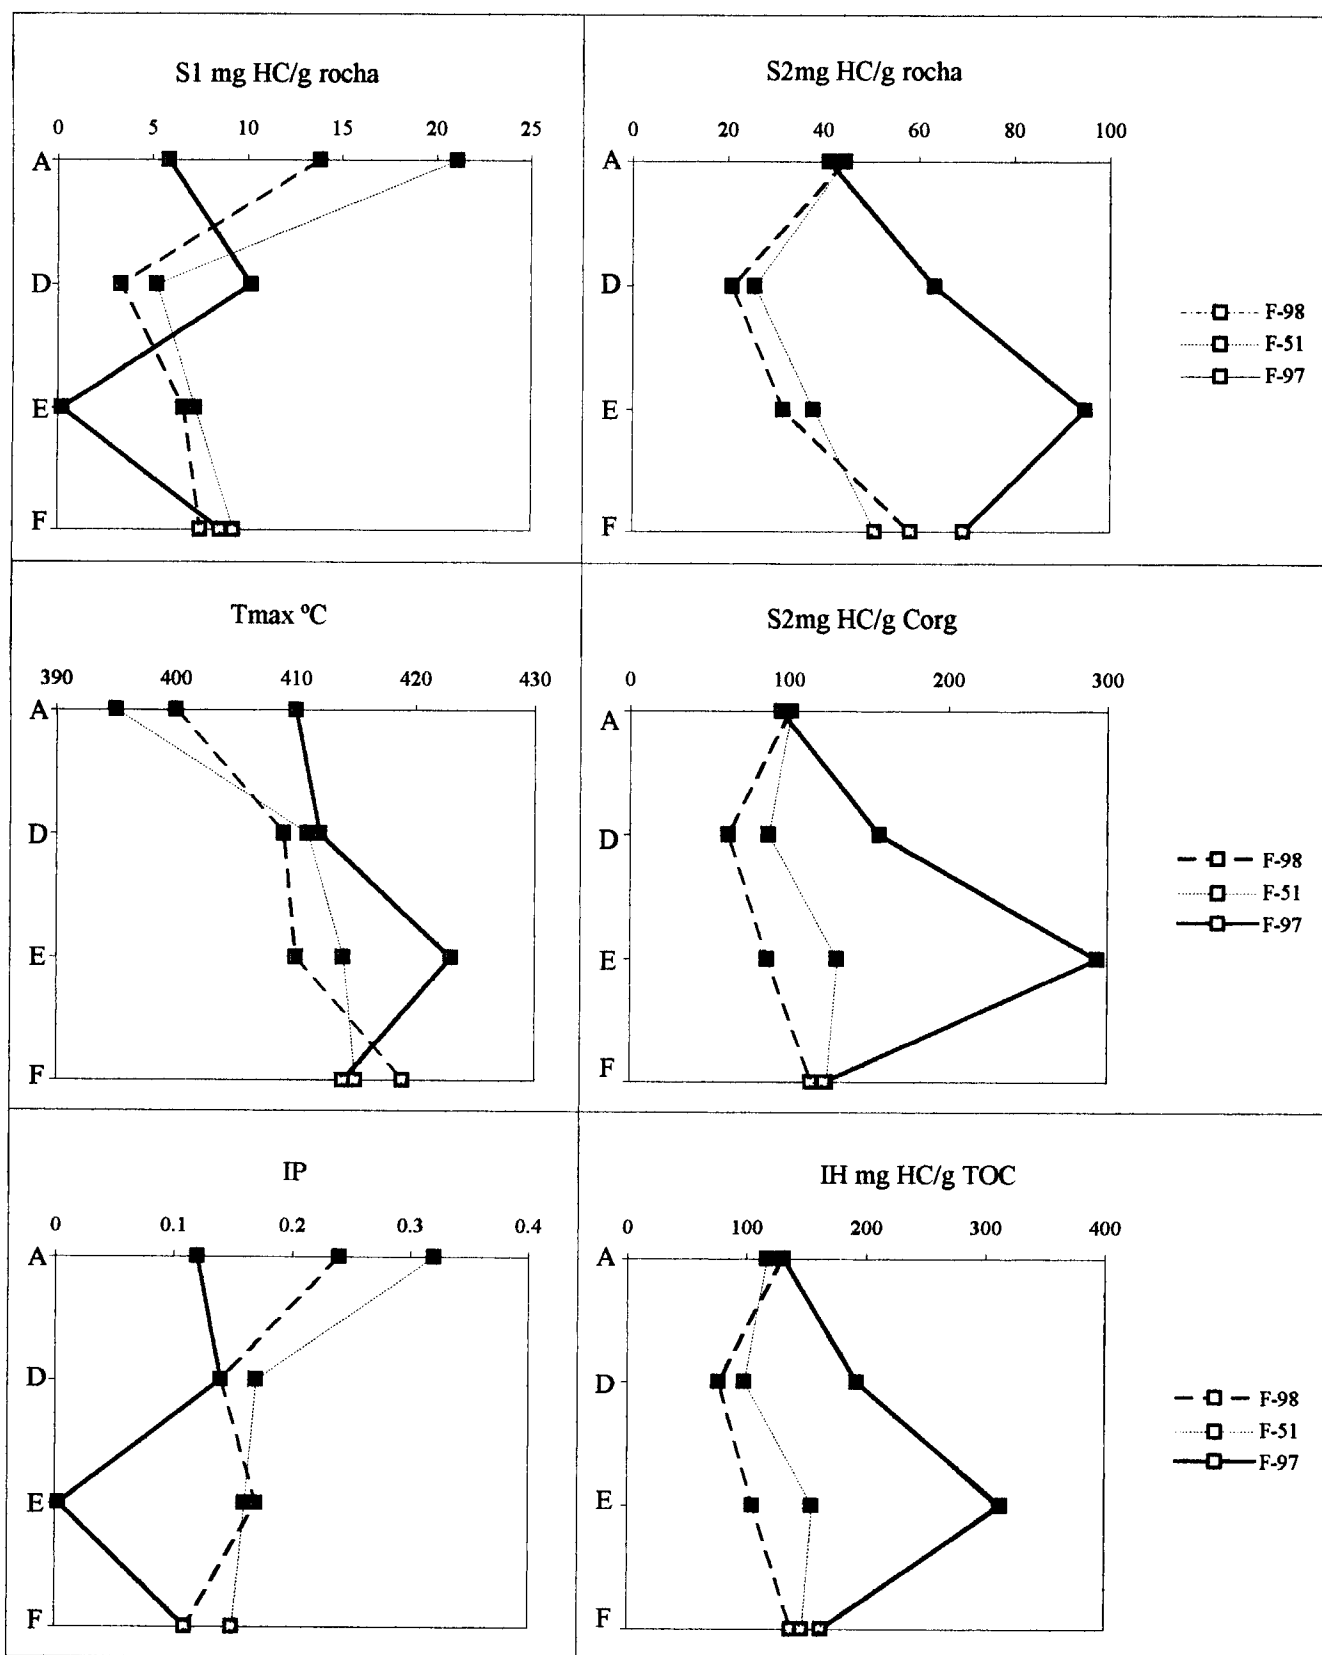 S1 mg HC/g rocha
0 5 10 15 20 25
A
D
E
F
S2mg HC/g rocha
0 20 40 60 80 100
A
D
E
F
F-98
F-51
F-97
Tmax ºC
390 400 410 420 430
A
D
E
F
S2mg HC/g Corg
0 100 200 300
A
D
E
F
F-98
F-51
F-97
IP
0 0.1 0.2 0.3 0.4
A
D
E
F
IH mg HC/g TOC
0 100 200 300 400
A
D
E
F
F-98
F-51
F-97